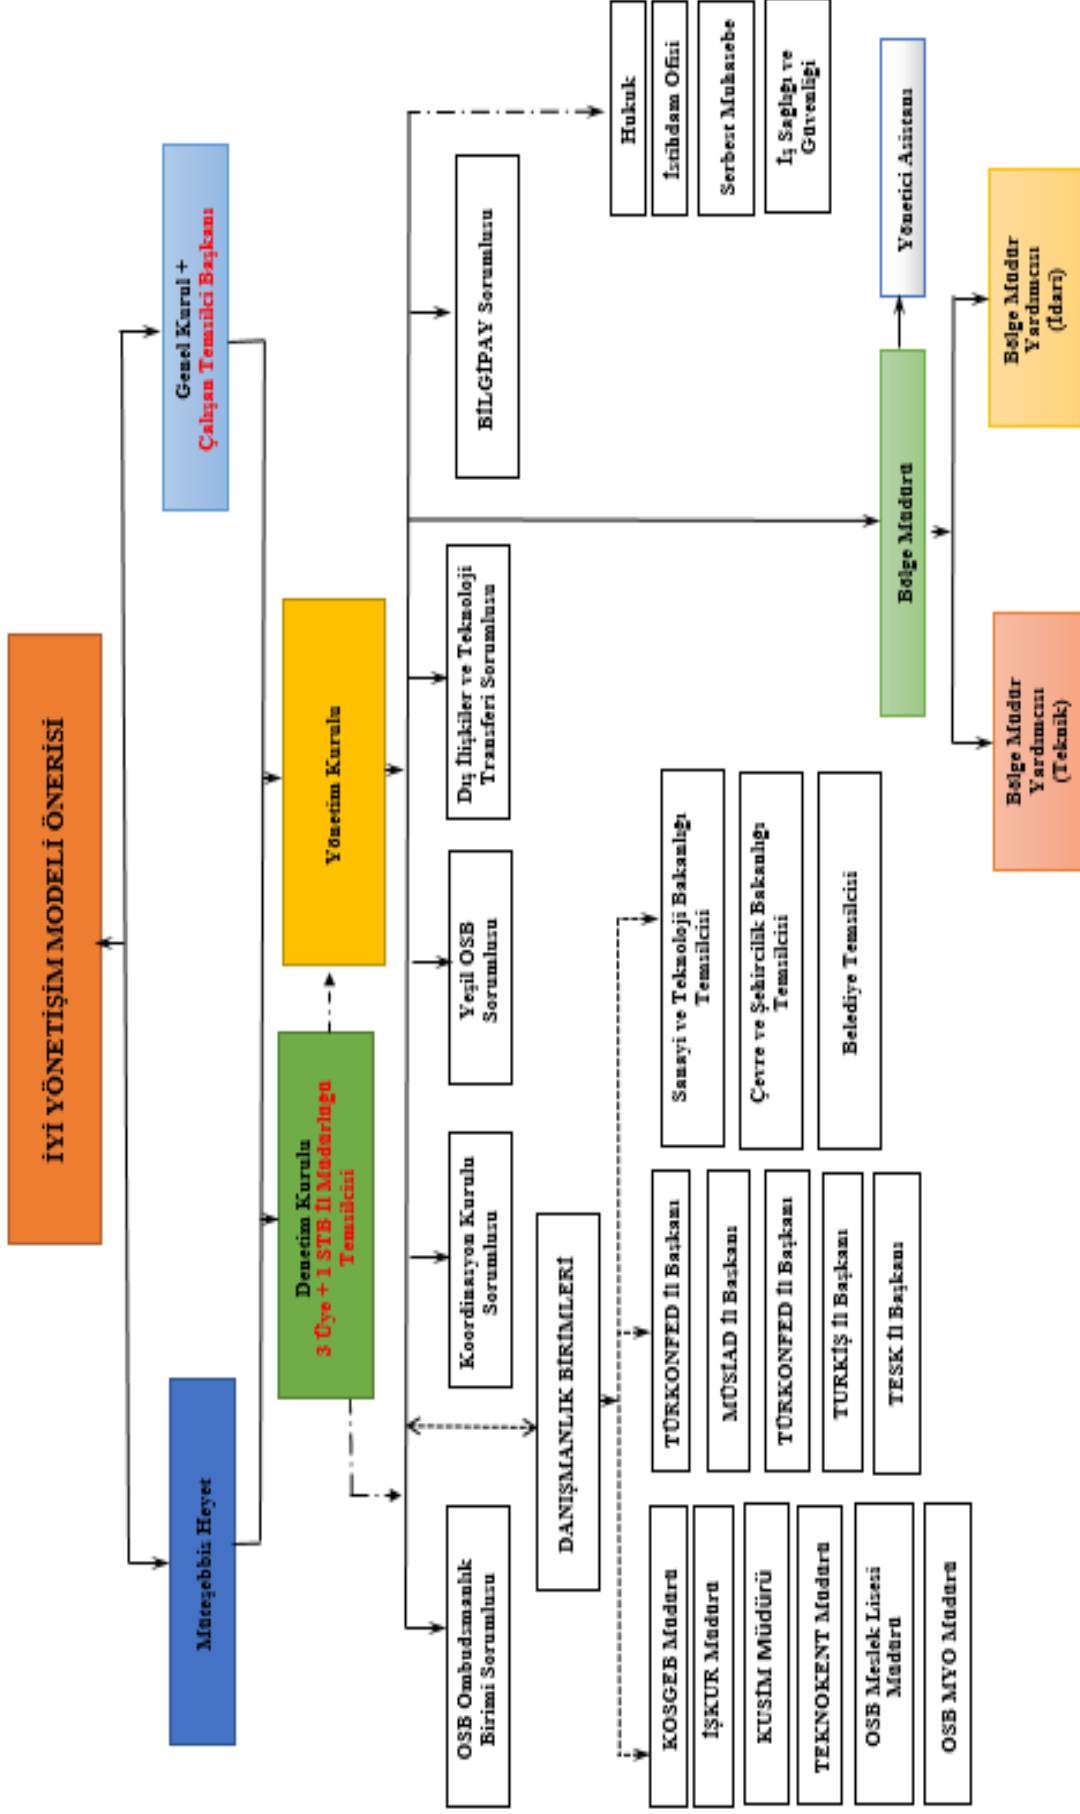 İYİ YÖNETİŞİM MODELİ ÖNERİSİ
Müteşebbis Heyet
Genel Kurul +
Çalışan Temsilci Başkanı
Denetim Kurulu
3 Üye + 1 STB İl Müdürlüğü
Temsilcisi
Yönetim Kurulu
OSB Ombudsmanlık
Birimi Sorumlusu
Koordinasyon Kurulu
Sorumlusu
Yeşil OSB
Sorumlusu
Dış İlişkiler ve Teknoloji
Transferi Sorumlusu
BİLGİPAY Sorumlusu
Hukuk
İstihdam Ofisi
Serbest Muhasebe
İş Sağlığı ve
Güvenliği
DANIŞMANLIK BİRİMLERİ
KOSGEB Müdürü
İŞKUR Müdürü
KUSİM Müdürü
TEKNOKENT Müdürü
OSB Meslek Lisesi
Müdürü
OSB MYO Müdürü
TÜRKONFED İl Başkanı
MÜSİAD İl Başkanı
TÜRKONFED İl Başkanı
TURKİŞ İl Başkanı
TESK İl Başkanı
Sanayi ve Teknoloji Bakanlığı
Temsilcisi
Çevre ve Şehircilik Bakanlığı
Temsilcisi
Belediye Temsilcisi
Bölge Müdürü
Yönetici Asistanı
Bölge Müdür
Yardımcısı
(Teknik)
Bölge Müdür
Yardımcısı
(İdari)